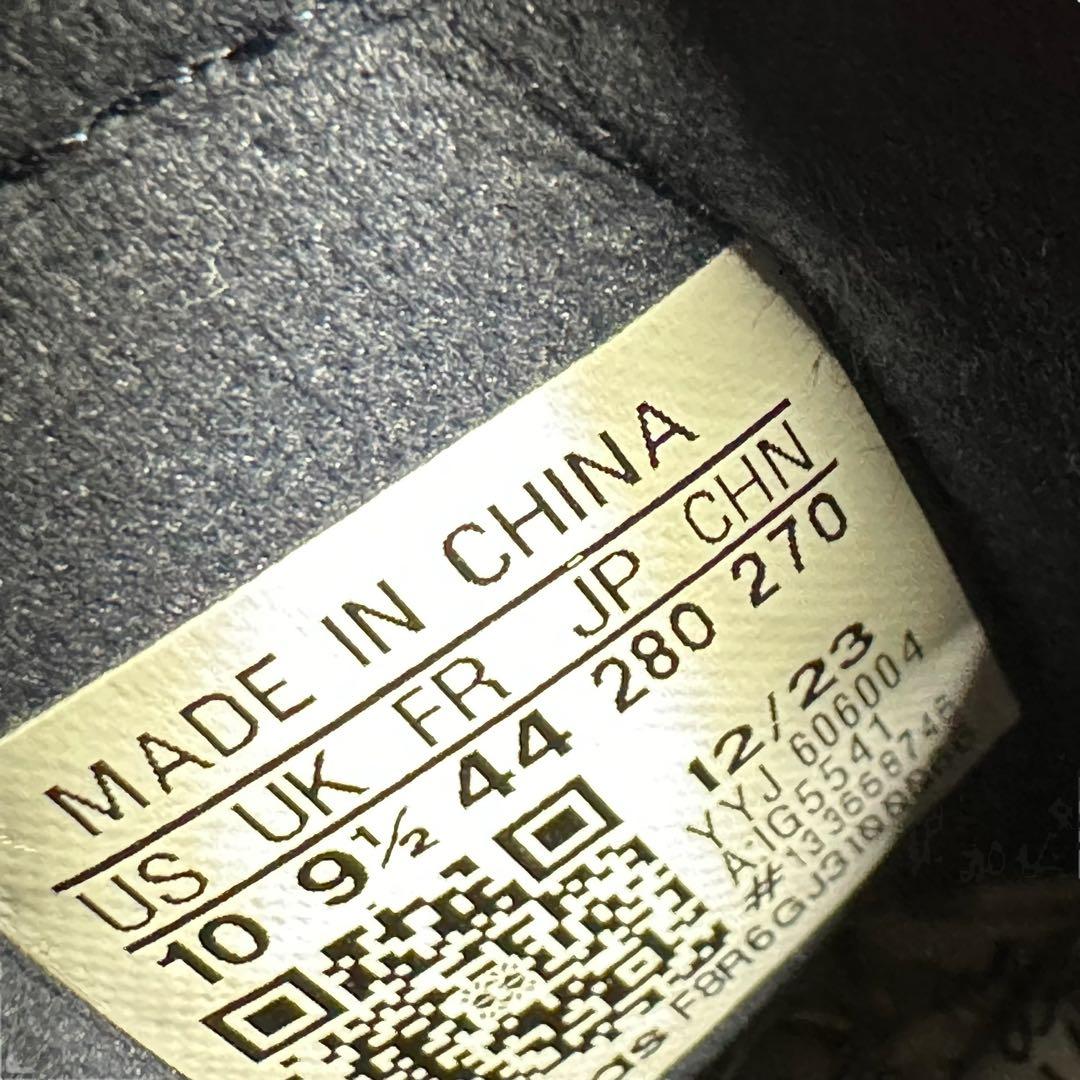 MADE IN CHINA
US UK FR JP CHN
10 9½ 44 280 270
12/23
YYJ 606004
A:IG5541